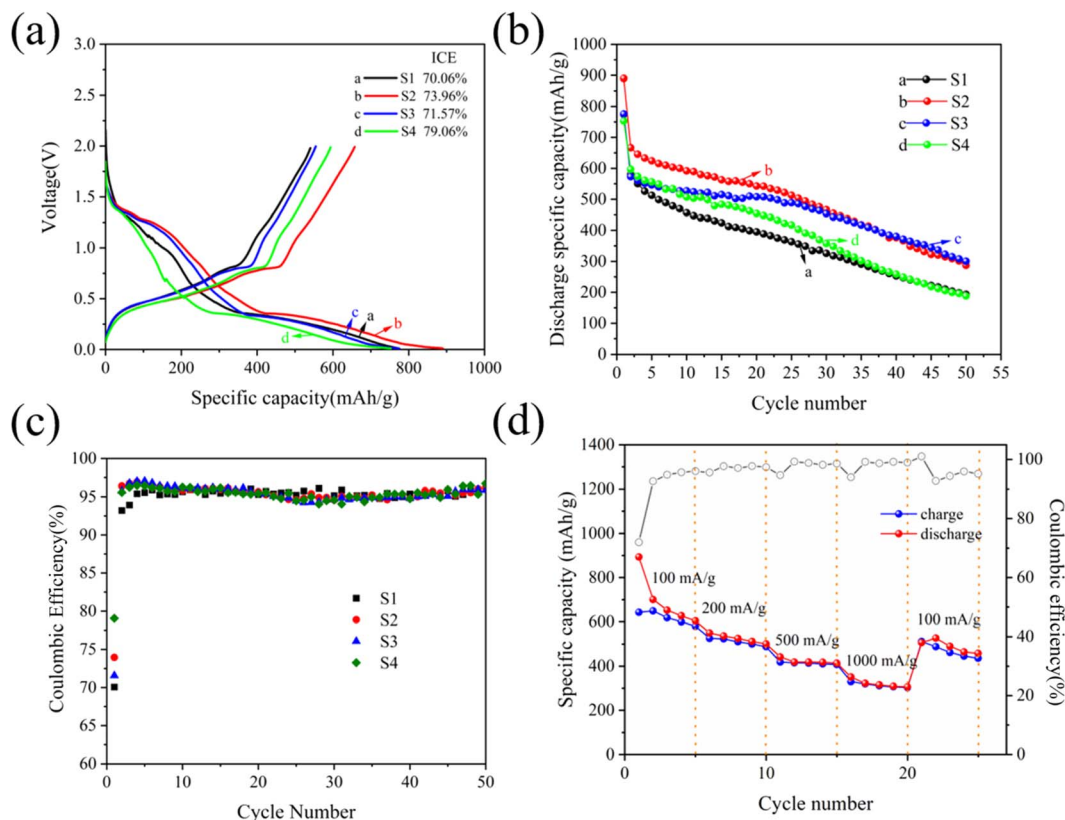 (a)
3.0
2.5
2.0
1.5
1.0
0.5
0.0
0
200
400
600
800
1000
Voltage(V)
Specific capacity(mAh/g)
ICE
a S1 70.06%
b S2 73.96%
c S3 71.57%
d S4 79.06%
c
a
b
d
(b)
1000
900
800
700
600
500
400
300
200
100
0
0
5
10
15
20
25
30
35
40
45
50
55
Discharge specific capacity(mAh/g)
Cycle number
a S1
b S2
c S3
d S4
b
d
c
a
(c)
100
95
90
85
80
75
70
65
60
0
10
20
30
40
50
Coulombic Efficiency(%)
Cycle Number
S1
S2
S3
S4
(d)
1400
1300
1200
1000
800
600
400
200
0
0
10
20
100
80
60
40
20
0
Specific capacity (mAh/g)
Coulombic efficiency(%)
Cycle number
charge
discharge
100 mA/g
200 mA/g
500 mA/g
1000 mA/g
100 mA/g